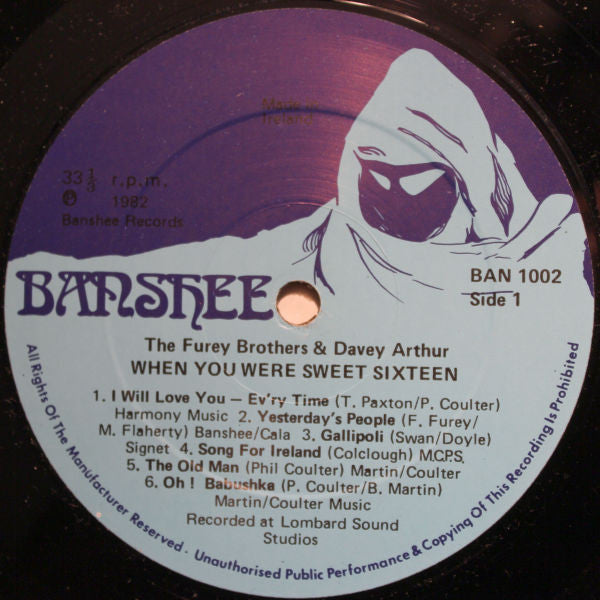 Made in
Ireland
33 1/3 r.p.m.
Ⓟ 1982
Banshee Records
BANSHEE
BAN 1002
Side 1
The Furey Brothers & Davey Arthur
WHEN YOU WERE SWEET SIXTEEN
1. I Will Love You — Ev'ry Time (T. Paxton/P. Coulter)
Harmony Music 2. Yesterday's People (F. Furey/
M. Flaherty) Banshee/Cala 3. Gallipoli (Swan/Doyle)
Signet 4. Song For Ireland (Colclough) M.C.P.S.
5. The Old Man (Phil Coulter) Martin/Coulter
6. Oh! Babushka (P. Coulter/B. Martin)
Martin/Coulter Music
Recorded at Lombard Sound
Studios
All Rights Of The Manufacturer Reserved. Unauthorised Public Performance & Copying Of This Recording Is Prohibited